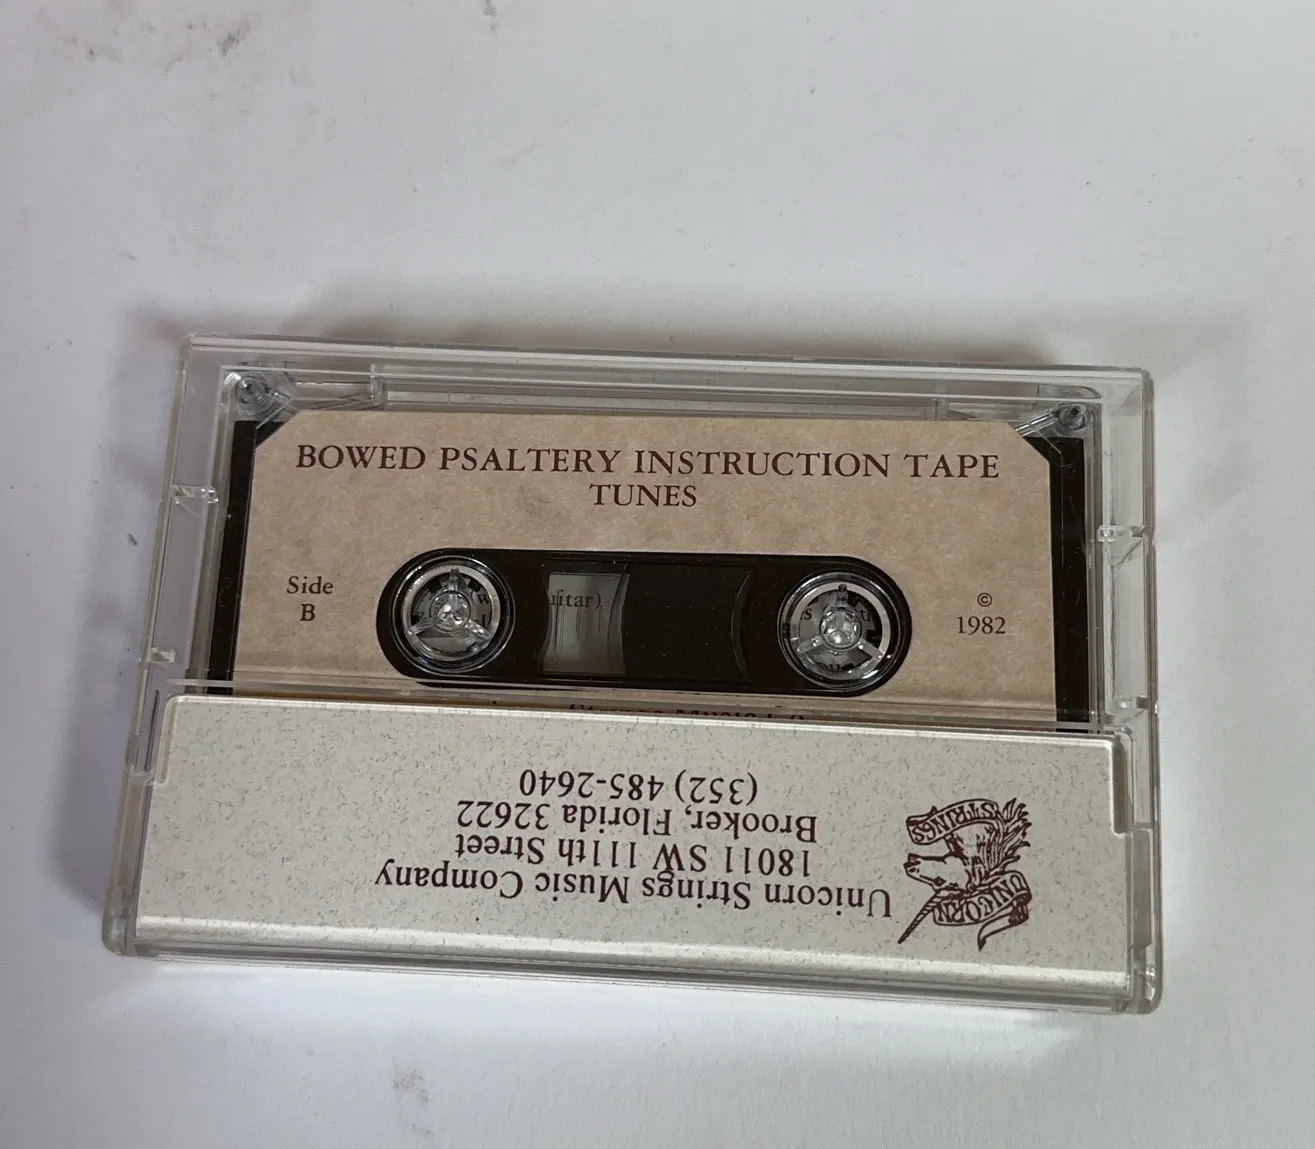 BOWED PSALTERY INSTRUCTION TAPE
TUNES
Side
B
©
1982
uitar)
Unicorn Strings Music Company
18011 SW 111th Street
Brooker, Florida 32622
(352) 485-2640
UNICORN
STRINGS